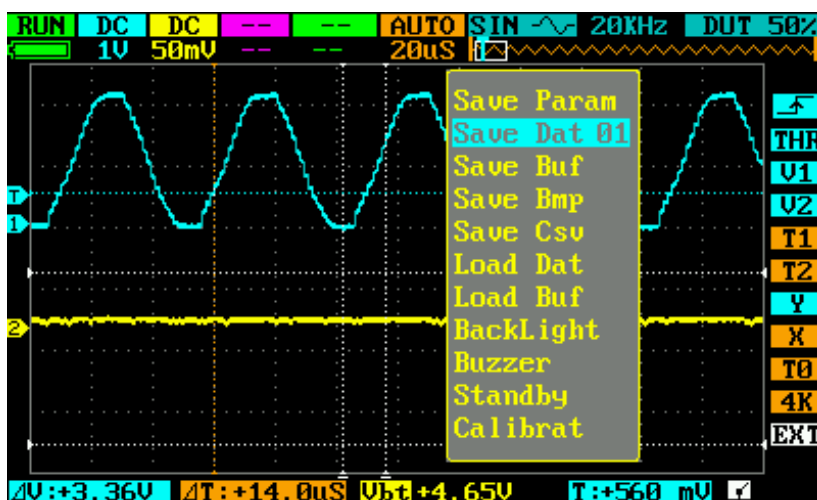 RUN DC DC -- -- AUTO SIN 20KHz DUT 50%
1V 50mV -- -- 20uS
Save Param
Save Dat 01
Save Buf
Save Bmp
Save Csv
Load Dat
Load Buf
BackLight
Buzzer
Standby
Calibrat
THR
V1
V2
T1
T2
Y
X
T0
4K
EXT
T
1
2
⊿V:+3.36V ⊿T:+14.0uS Vbt+4.65V T:+560 mV